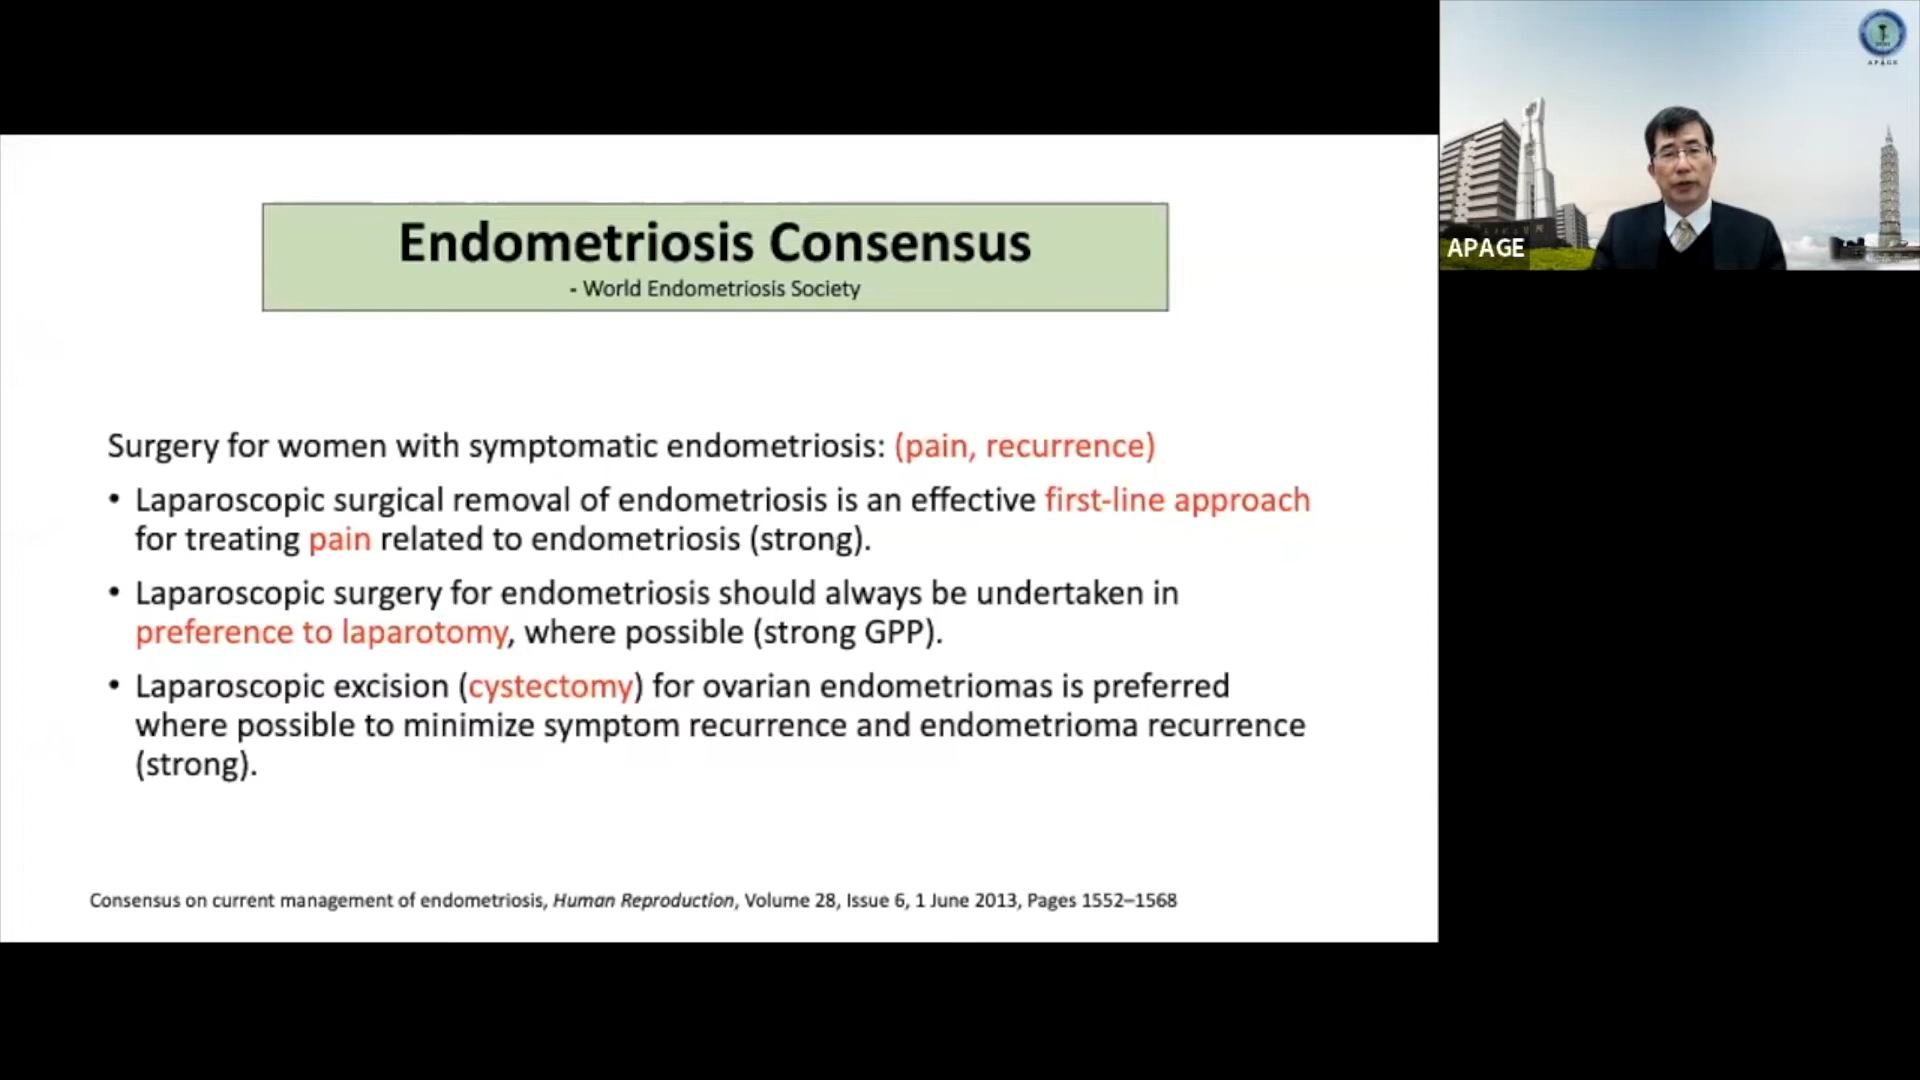 Endometriosis Consensus
- World Endometriosis Society
Surgery for women with symptomatic endometriosis: (pain, recurrence)
• Laparoscopic surgical removal of endometriosis is an effective first-line approach
for treating pain related to endometriosis (strong).
• Laparoscopic surgery for endometriosis should always be undertaken in
preference to laparotomy, where possible (strong GPP).
• Laparoscopic excision (cystectomy) for ovarian endometriomas is preferred
where possible to minimize symptom recurrence and endometrioma recurrence
(strong).
Consensus on current management of endometriosis, Human Reproduction, Volume 28, Issue 6, 1 June 2013, Pages 1552–1568
APAGE
APAGE